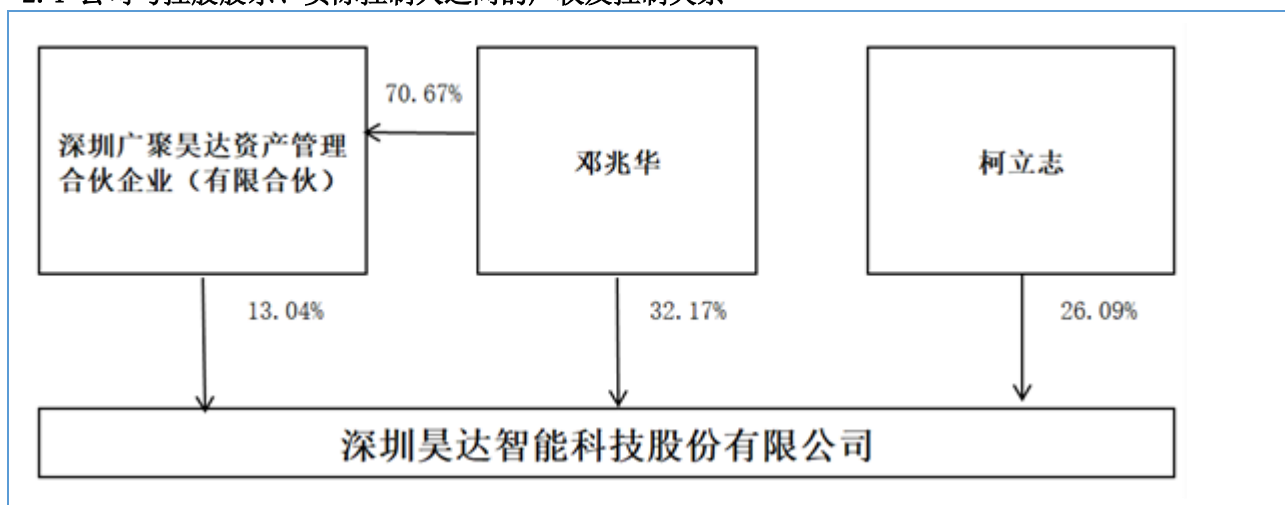 70.67%
深圳广聚昊达资产管理
合伙企业（有限合伙）
邓兆华
柯立志
13.04%
32.17%
26.09%
深圳昊达智能科技股份有限公司